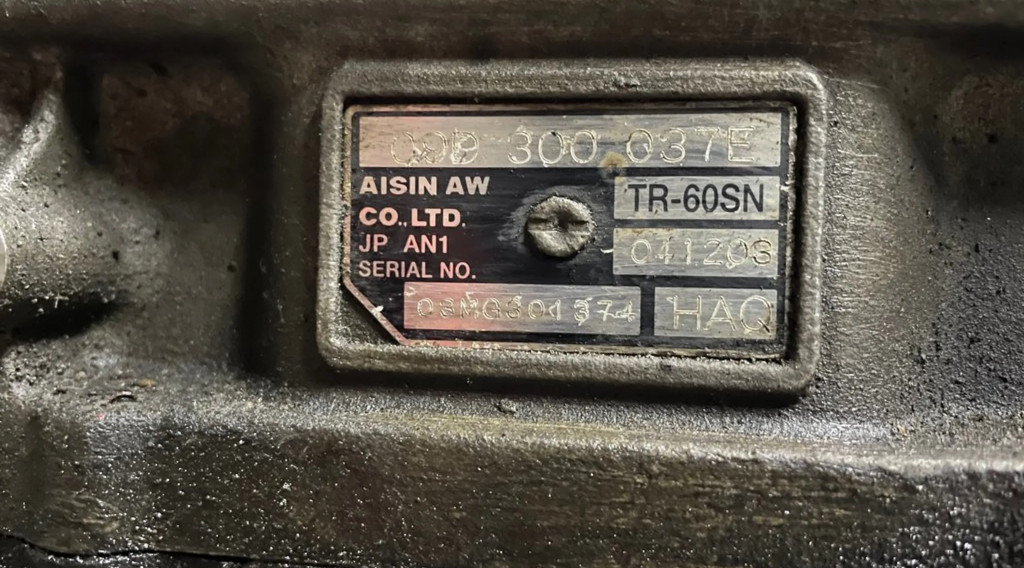 09D 300 037E
AISIN AW
CO.,LTD.
TR-60SN
JP AN1
041203
SERIAL NO.
HAQ